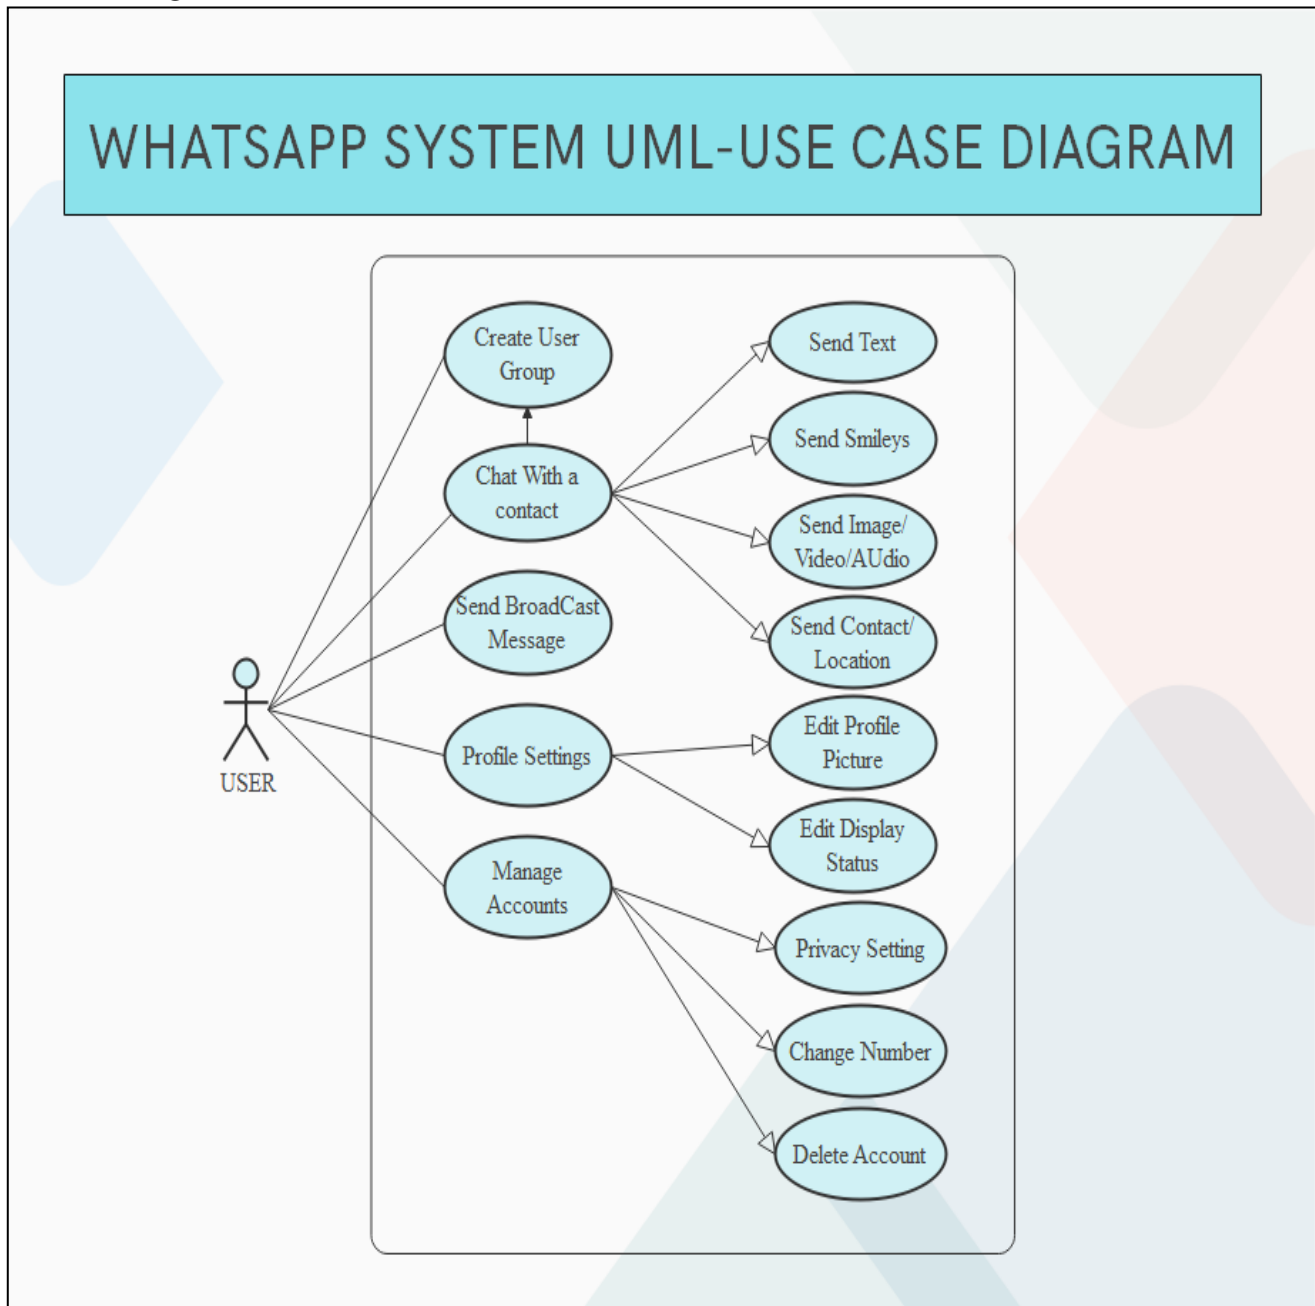 WHATSAPP SYSTEM UML-USE CASE DIAGRAM
Create User
Group
Chat With a
contact
Send BroadCast
Message
Profile Settings
Manage
Accounts
USER
Send Text
Send Smileys
Send Image/
Video/AUdio
Send Contact/
Location
Edit Profile
Picture
Edit Display
Status
Privacy Setting
Change Number
Delete Account